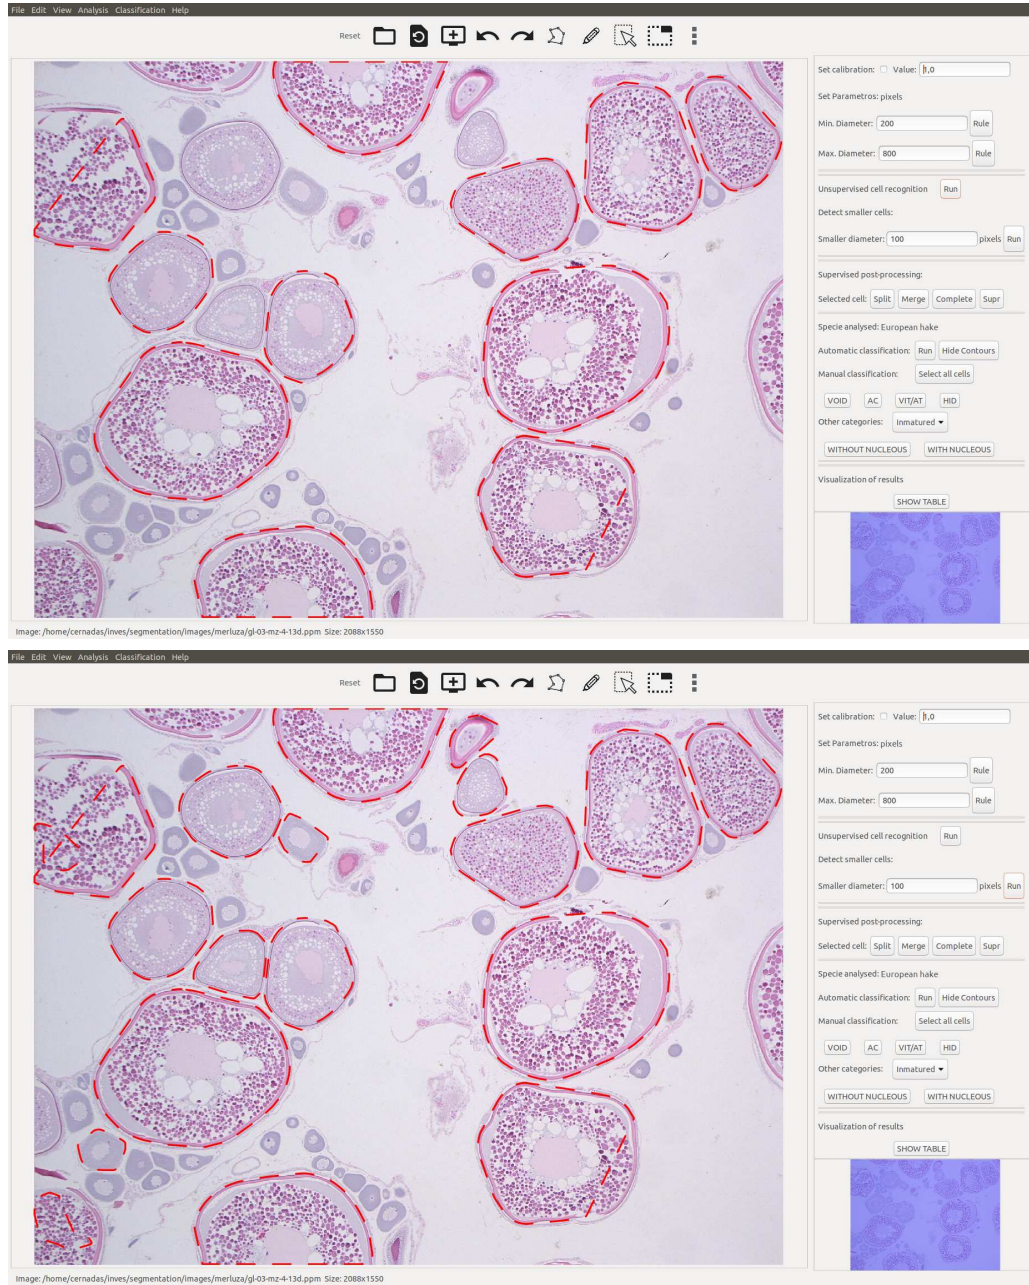 File Edit View Analysis Classification Help
Reset
Set calibration: Value: 1,0
Set Parametros: pixels
Min. Diameter: 200 Rule
Max. Diameter: 800 Rule
Unsupervised cell recognition Run
Detect smaller cells:
Smaller diameter: 100 pixels Run
Supervised post-processing:
Selected cell: Split Merge Complete Supr
Specie analysed: European hake
Automatic classification: Run Hide Contours
Manual classification: Select all cells
VOID AC VIT/AT HID
Other categories: Inmatured
WITHOUT NUCLEOUS WITH NUCLEOUS
Visualization of results
SHOW TABLE
Image: /home/cernadas/inves/segmentation/images/merluza/gl-03-mz-4-13d.ppm Size: 2088x1550
File Edit View Analysis Classification Help
Reset
Set calibration: Value: 1,0
Set Parametros: pixels
Min. Diameter: 200 Rule
Max. Diameter: 800 Rule
Unsupervised cell recognition Run
Detect smaller cells:
Smaller diameter: 100 pixels Run
Supervised post-processing:
Selected cell: Split Merge Complete Supr
Specie analysed: European hake
Automatic classification: Run Hide Contours
Manual classification: Select all cells
VOID AC VIT/AT HID
Other categories: Inmatured
WITHOUT NUCLEOUS WITH NUCLEOUS
Visualization of results
SHOW TABLE
Image: /home/cernadas/inves/segmentation/images/merluza/gl-03-mz-4-13d.ppm Size: 2088x1550